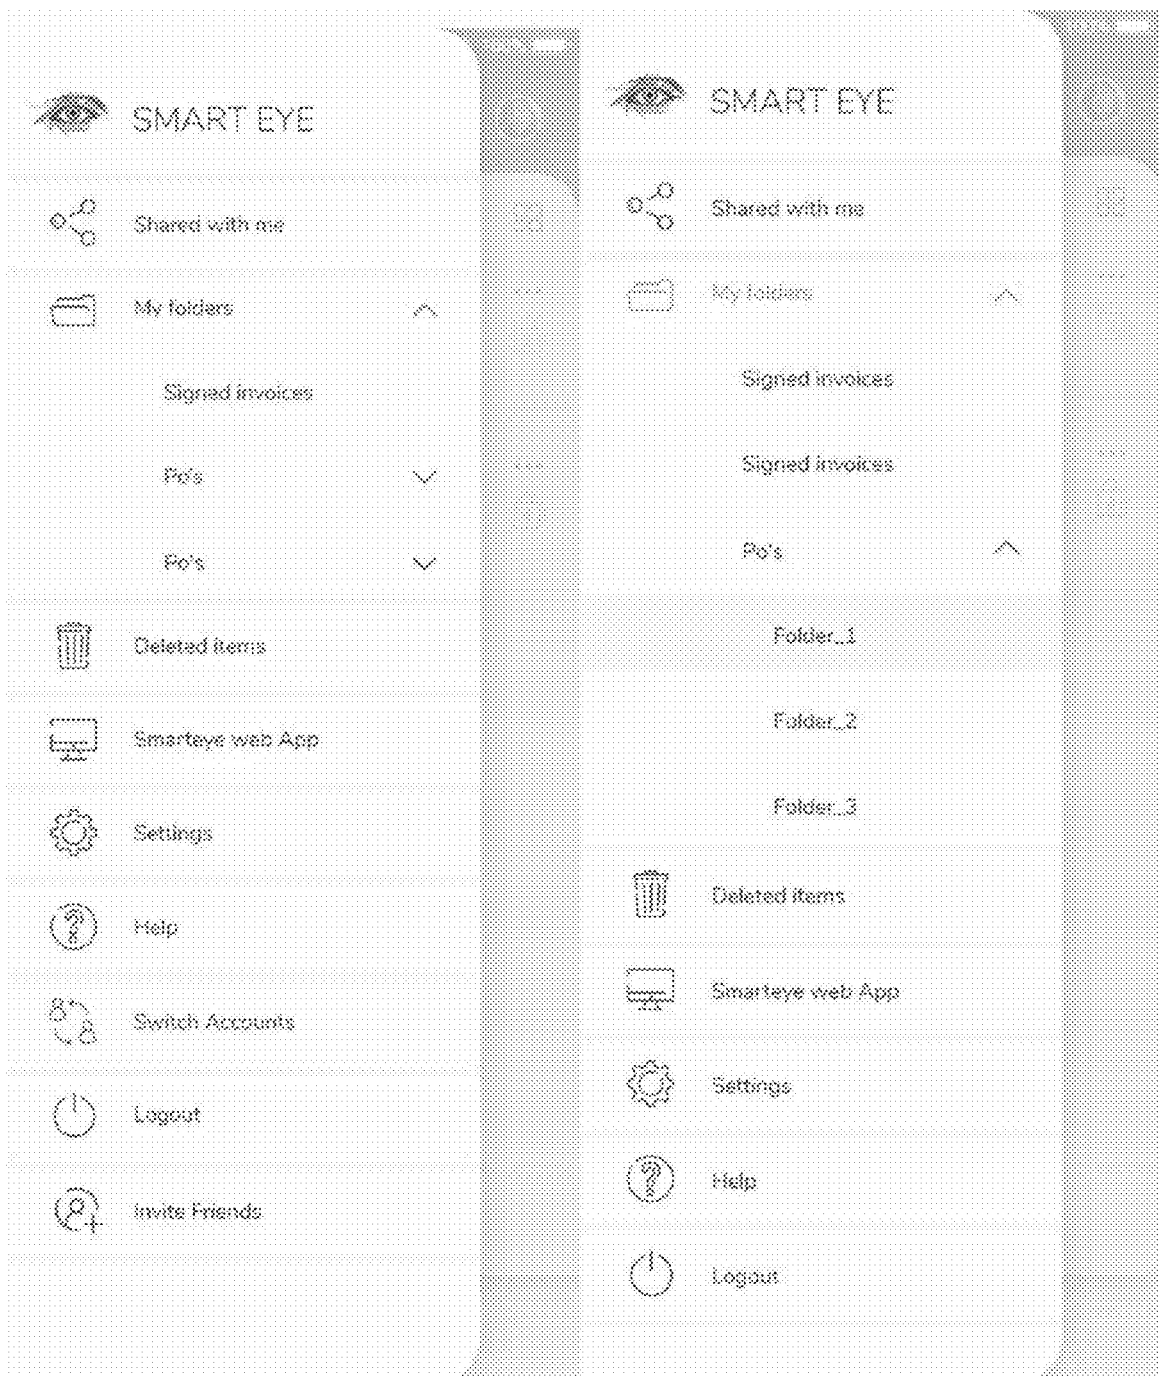 SMART EYE
Shared with me
My folders
Signed invoices
Po's
Po's
Deleted items
Smarteye web App
Settings
Help
Switch Accounts
Logout
Invite Friends
SMART EYE
Shared with me
My folders
Signed invoices
Signed invoices
Po's
Folder_1
Folder_2
Folder_3
Deleted items
Smarteye web App
Settings
Help
Logout